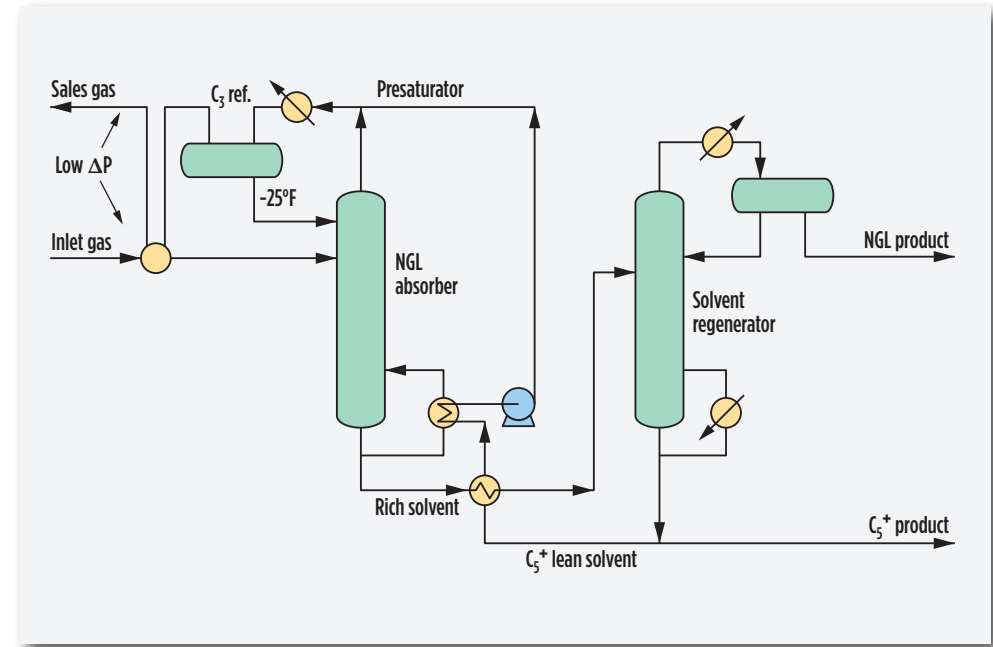 Sales gas
C₃ ref.
Presaturator
Low ΔP
-25°F
Inlet gas
NGL
absorber
NGL product
Solvent
regenerator
Rich solvent
C₅⁺ product
C₅⁺ lean solvent